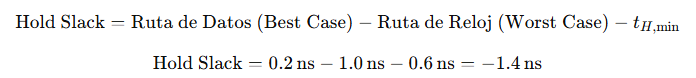 Hold Slack = Ruta de Datos (Best Case) − Ruta de Reloj (Worst Case) − t_{H,min}
Hold Slack = 0.2 ns − 1.0 ns − 0.6 ns = −1.4 ns